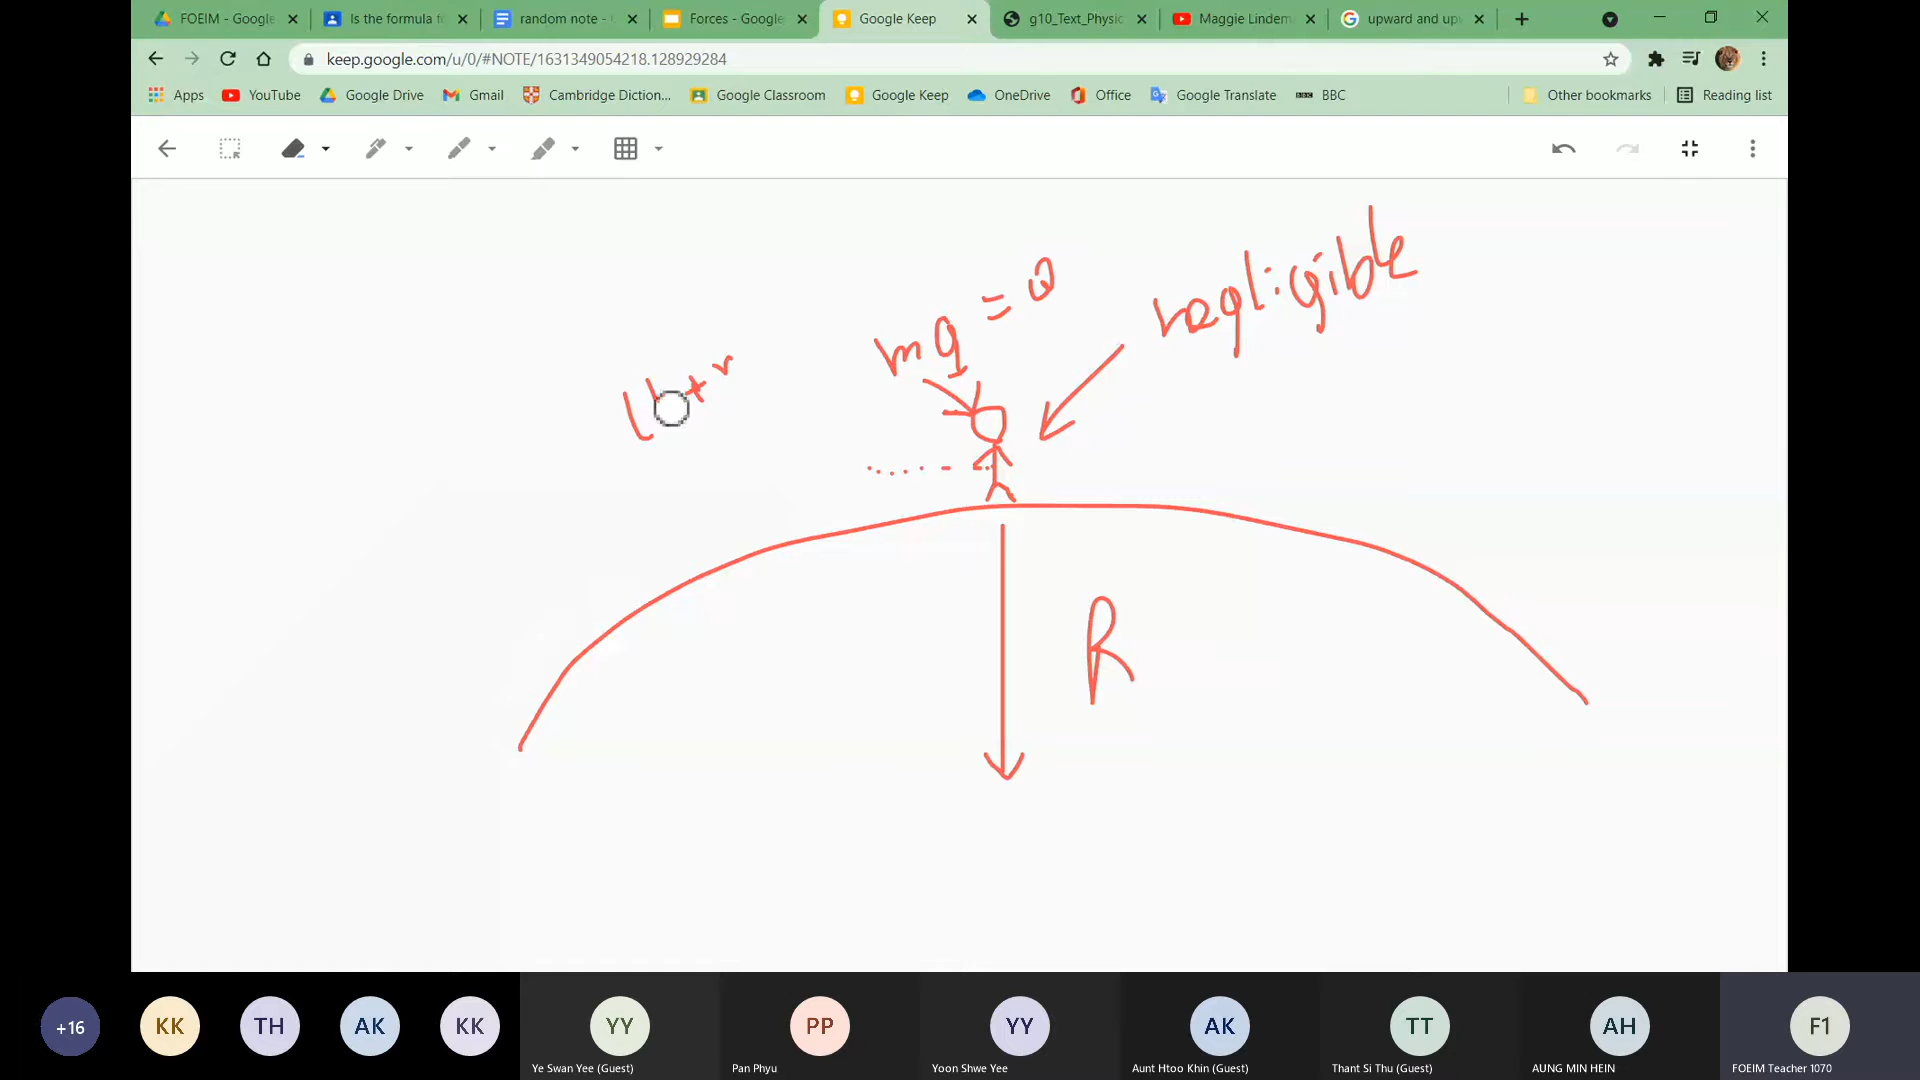 FOEIM - Google
Is the formula f
random note -
Forces - Google
Google Keep
g10_Text_Physic
Maggie Lindem
upward and up
keep.google.com/u/0/#NOTE/1631349054218.128929284
Apps YouTube Google Drive Gmail Cambridge Diction... Google Classroom Google Keep OneDrive Office Google Translate BBC Other bookmarks Reading list
negligible
mg = 0
+ r
R
+16 KK TH AK KK YY PP YY AK TT AH F1
Ye Swan Yee (Guest) Pan Phyu Yoon Shwe Yee Aunt Htoo Khin (Guest) Thant Si Thu (Guest) AUNG MIN HEIN FOEIM Teacher 1070